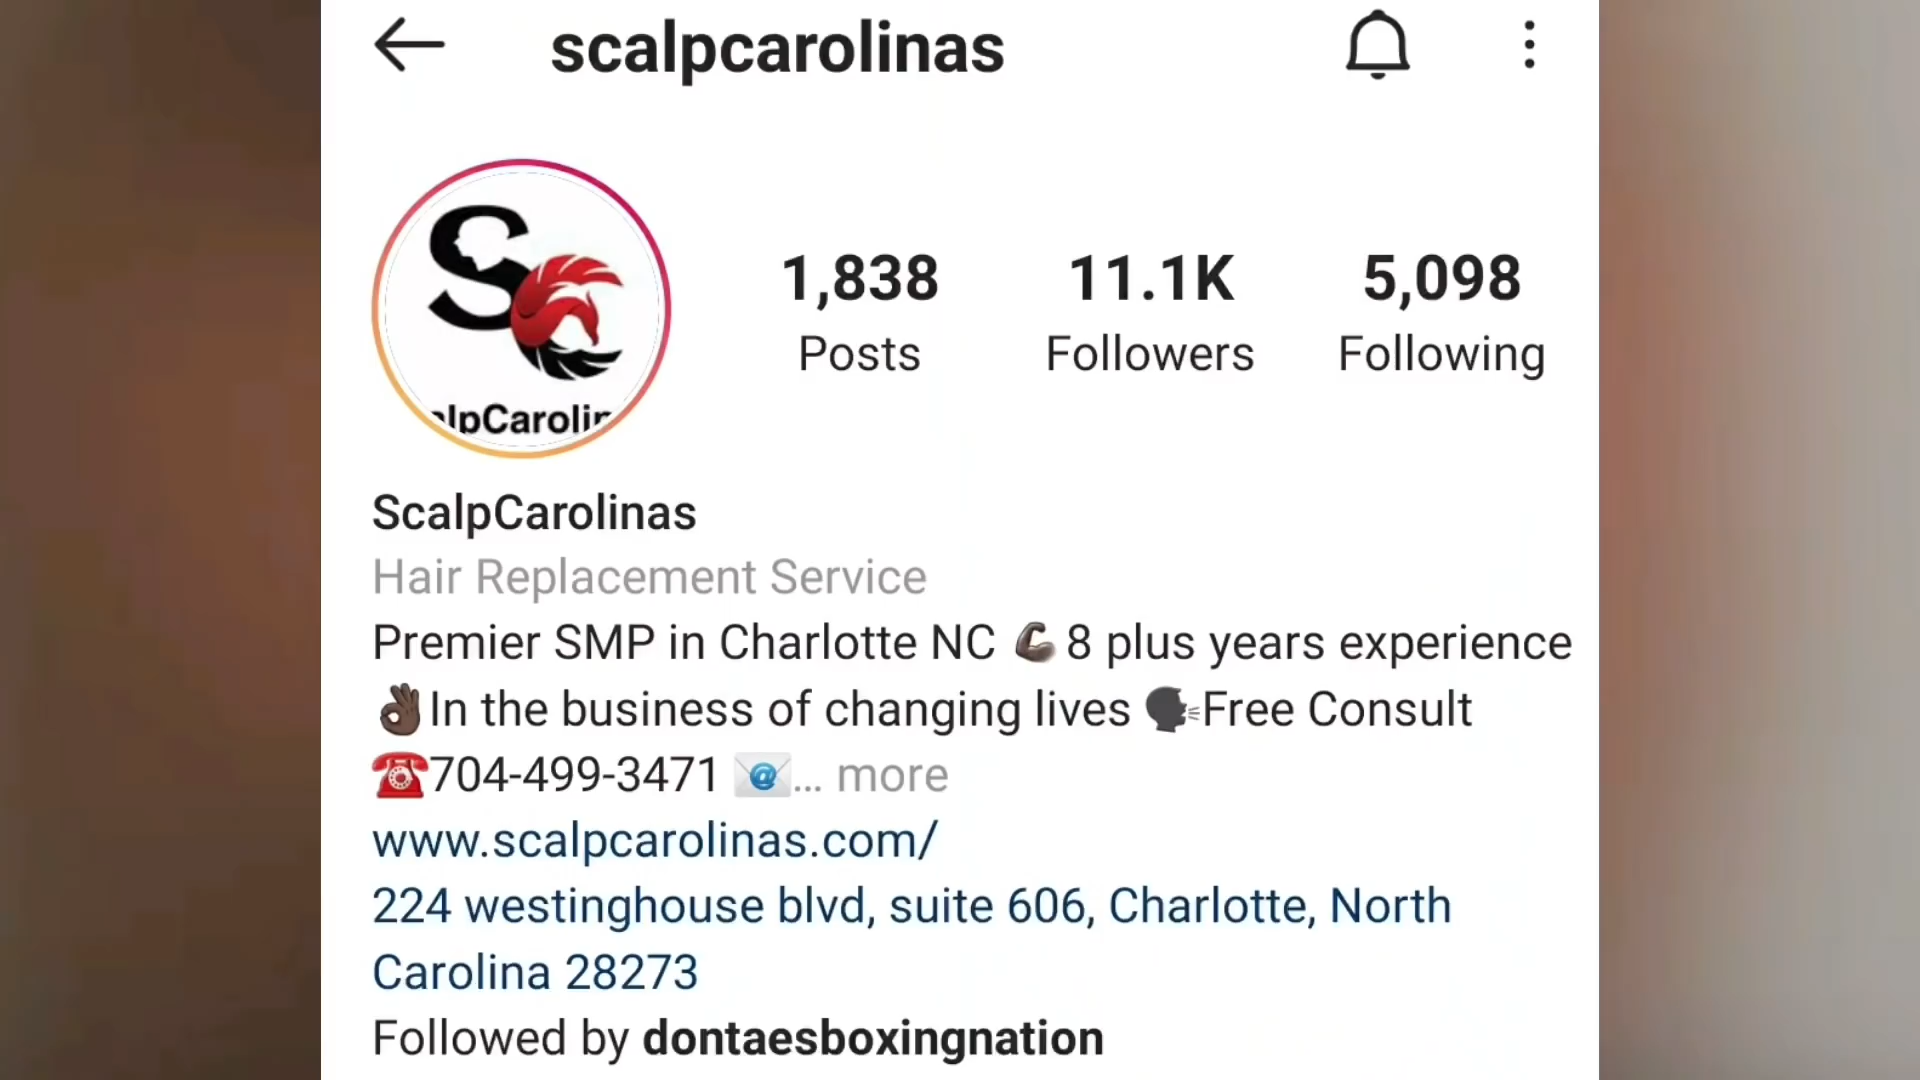 scalpcarolinas
SC
alpCarolin
1,838 11.1K 5,098
Posts Followers Following
ScalpCarolinas
Hair Replacement Service
Premier SMP in Charlotte NC 💪🏿 8 plus years experience
👌🏿In the business of changing lives 🗣Free Consult
☎️704-499-3471 📧... more
www.scalpcarolinas.com/
224 westinghouse blvd, suite 606, Charlotte, North
Carolina 28273
Followed by dontaesboxingnation